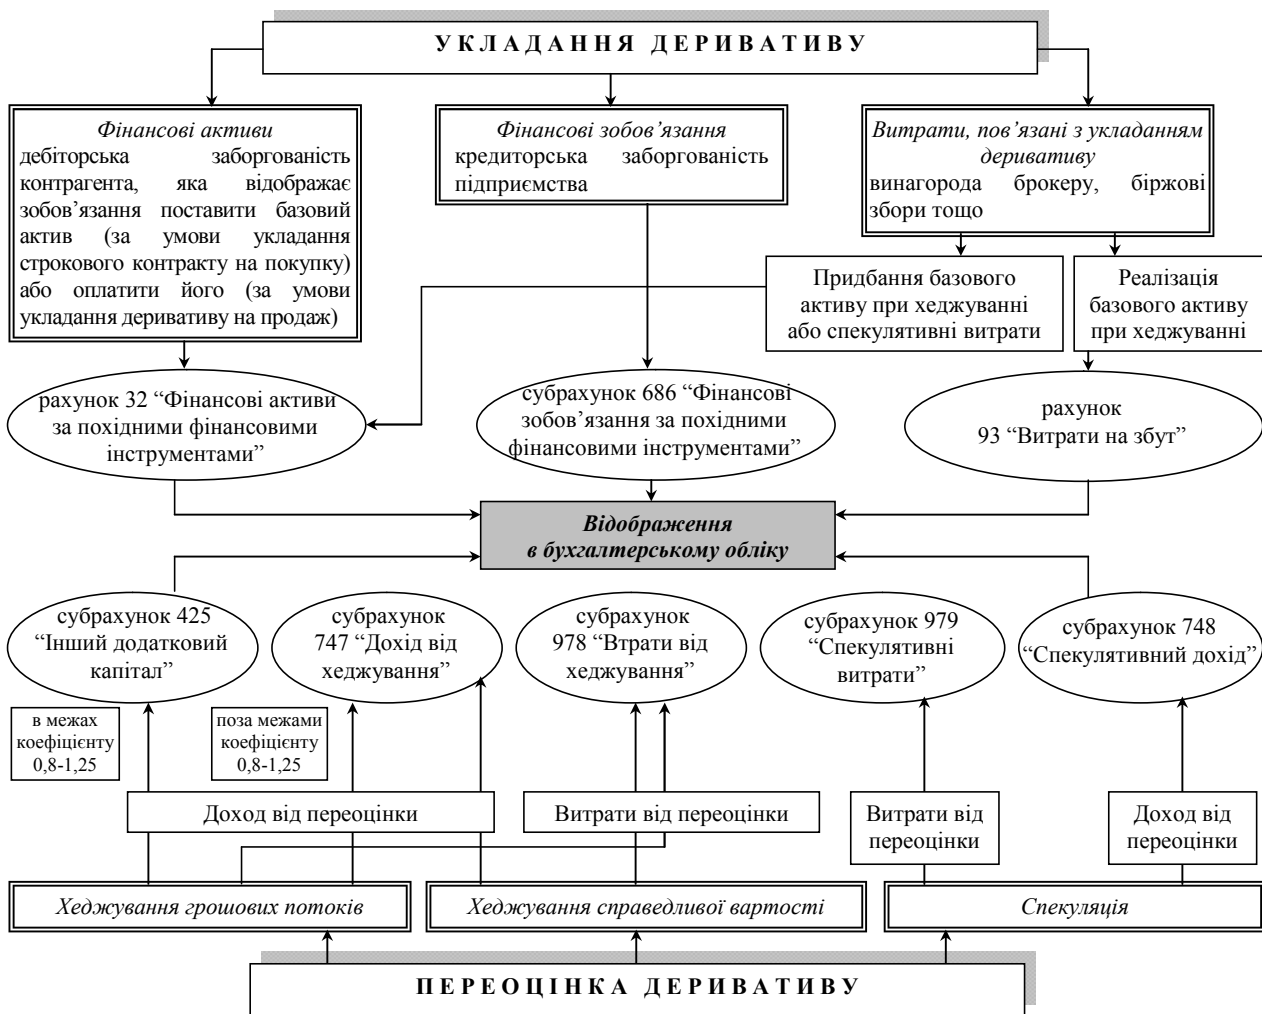 УКЛАДАННЯ ДЕРИВАТИВУ
Фінансові активи
дебіторська заборгованість
контрагента, яка відображає
зобов’язання поставити базовий
актив (за умови укладання
строкового контракту на покупку)
або оплатити його (за умови
укладання деривативу на продаж)
Фінансові зобов’язання
кредиторська заборгованість
підприємства
Витрати, пов’язані з укладанням
деривативу
винагорода брокеру, біржові
збори тощо
Придбання базового
активу при хеджуванні
або спекулятивні витрати
Реалізація
базового активу
при хеджуванні
рахунок 32 “Фінансові активи
за похідними фінансовими
інструментами”
субрахунок 686 “Фінансові
зобов’язання за похідними
фінансовими інструментами”
рахунок
93 “Витрати на збут”
Відображення
в бухгалтерському обліку
субрахунок 425
“Інший додатковий
капітал”
субрахунок
747 “Дохід від
хеджування”
субрахунок
978 “Втрати від
хеджування”
субрахунок 979
“Спекулятивні
витрати”
субрахунок 748
“Спекулятивний дохід”
в межах
коефіцієнту
0,8-1,25
поза межами
коефіцієнту
0,8-1,25
Доход від переоцінки
Витрати від переоцінки
Витрати від
переоцінки
Доход від
переоцінки
Хеджування грошових потоків
Хеджування справедливої вартості
Спекуляція
ПЕРЕОЦІНКА ДЕРИВАТИВУ